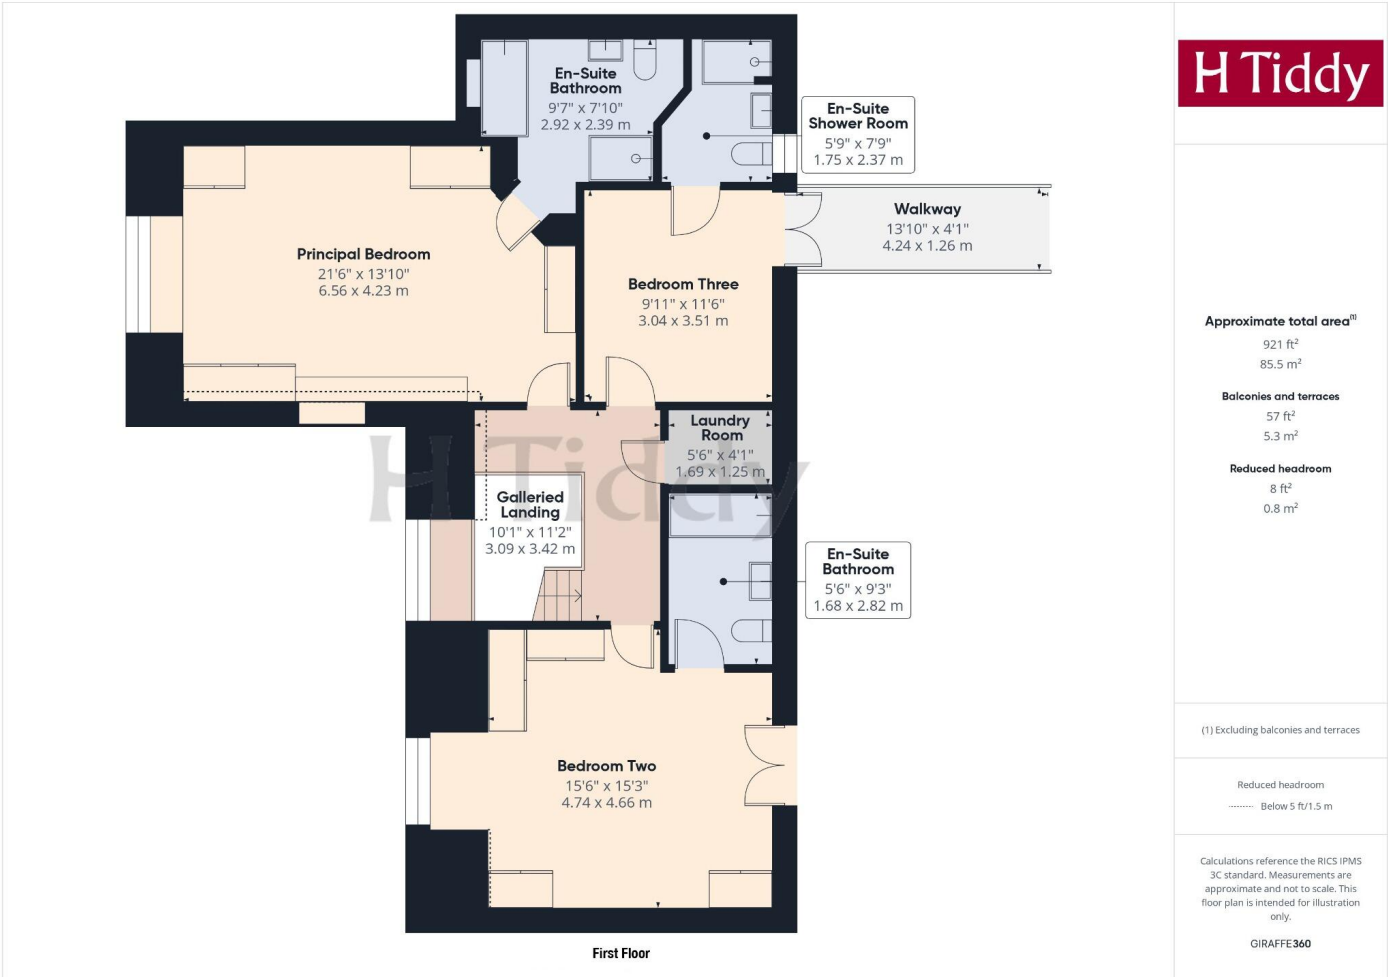 En-Suite
Bathroom
9'7" x 7'10"
2.92 x 2.39 m
En-Suite
Shower Room
5'9" x 7'9"
1.75 x 2.37 m
Walkway
13'10" x 4'1"
4.24 x 1.26 m
Principal Bedroom
21'6" x 13'10"
6.56 x 4.23 m
Bedroom Three
9'11" x 11'6"
3.04 x 3.51 m
Laundry
Room
5'6" x 4'1"
1.69 x 1.25 m
H Tiddy
Galleried
Landing
10'1" x 11'2"
3.09 x 3.42 m
En-Suite
Bathroom
5'6" x 9'3"
1.68 x 2.82 m
Bedroom Two
15'6" x 15'3"
4.74 x 4.66 m
First Floor
H Tiddy
Approximate total area(1)
921 ft²
85.5 m²
Balconies and terraces
57 ft²
5.3 m²
Reduced headroom
8 ft²
0.8 m²
(1) Excluding balconies and terraces
Reduced headroom
Below 5 ft/1.5 m
Calculations reference the RICS IPMS
3C standard. Measurements are
approximate and not to scale. This
floor plan is intended for illustration
only.
GIRAFFE360